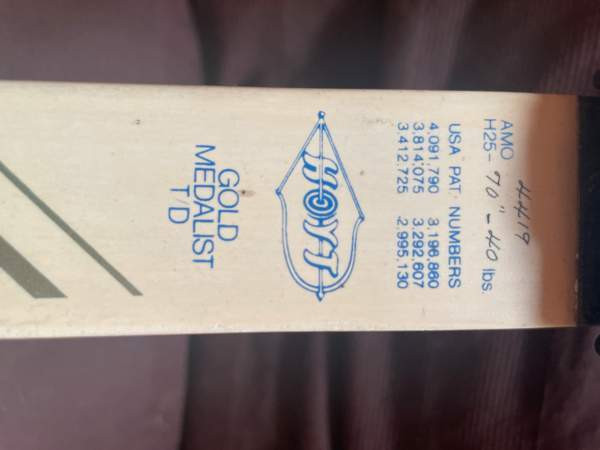 4419
AMO
H25- 70" - 40 lbs.
USA PAT. NUMBERS
4,091,790 3,196,860
3,814,075 3,292,607
3,412,725 2,995,130
HOYT
GOLD
MEDALIST
T/D